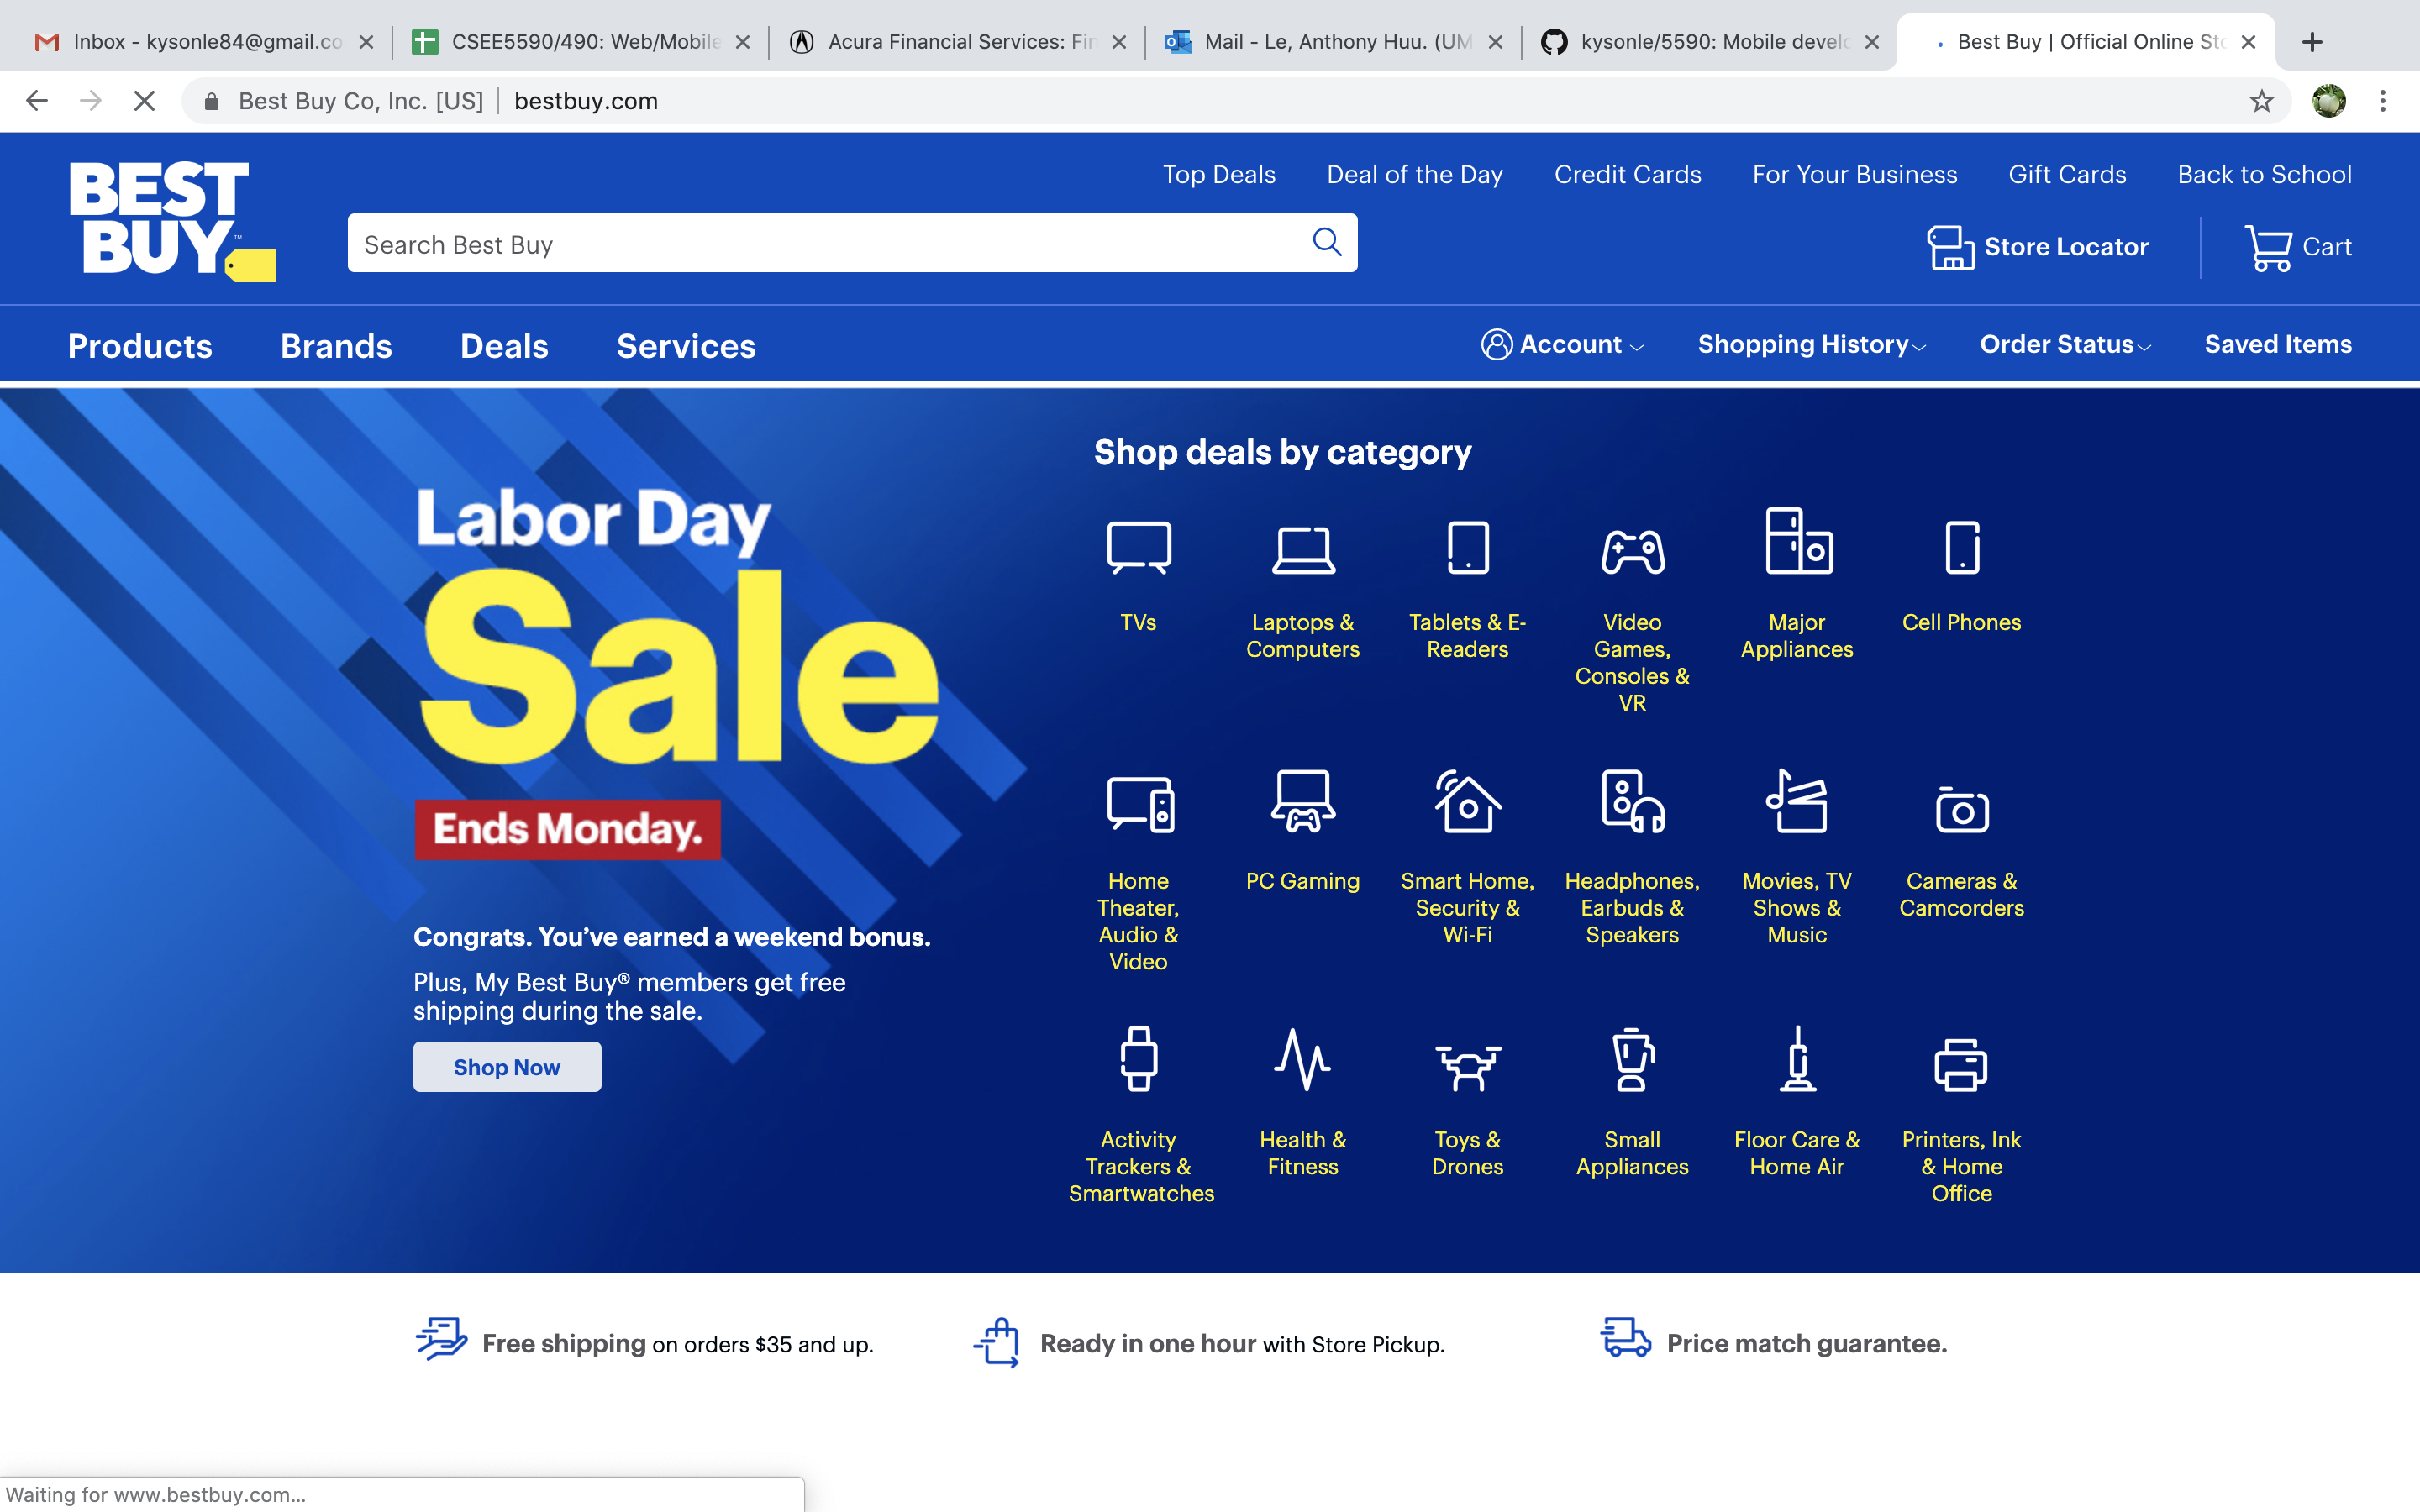 Inbox - kysonle84@gmail.co
CSEE5590/490: Web/Mobile
Acura Financial Services: Fin
Mail - Le, Anthony Huu. (UM
kysonle/5590: Mobile develo
Best Buy | Official Online Sto
Best Buy Co, Inc. [US] | bestbuy.com
BEST
BUY™
Top Deals
Deal of the Day
Credit Cards
For Your Business
Gift Cards
Back to School
Search Best Buy
Store Locator
Cart
Products
Brands
Deals
Services
Account
Shopping History
Order Status
Saved Items
Labor Day
Sale
Ends Monday.
Congrats. You’ve earned a weekend bonus.
Plus, My Best Buy® members get free
shipping during the sale.
Shop Now
Shop deals by category
TVs
Laptops &
Computers
Tablets & E-
Readers
Video
Games,
Consoles &
VR
Major
Appliances
Cell Phones
Home
Theater,
Audio &
Video
PC Gaming
Smart Home,
Security &
Wi-Fi
Headphones,
Earbuds &
Speakers
Movies, TV
Shows &
Music
Cameras &
Camcorders
Activity
Trackers &
Smartwatches
Health &
Fitness
Toys &
Drones
Small
Appliances
Floor Care &
Home Air
Printers, Ink
& Home
Office
Free shipping on orders $35 and up.
Ready in one hour with Store Pickup.
Price match guarantee.
Waiting for www.bestbuy.com...